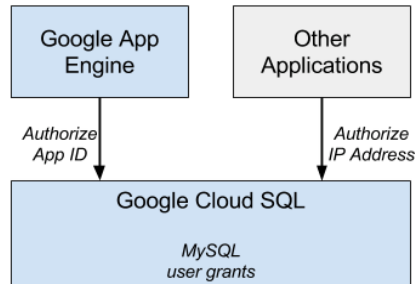 Google App
Engine
Other
Applications
Authorize
App ID
Authorize
IP Address
Google Cloud SQL
MySQL
user grants